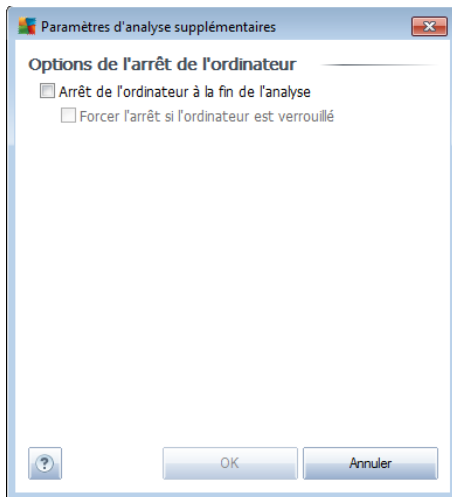 Paramètres d'analyse supplémentaires
Options de l'arrêt de l'ordinateur
Arrêt de l'ordinateur à la fin de l'analyse
Forcer l'arrêt si l'ordinateur est verrouillé
?
OK
Annuler